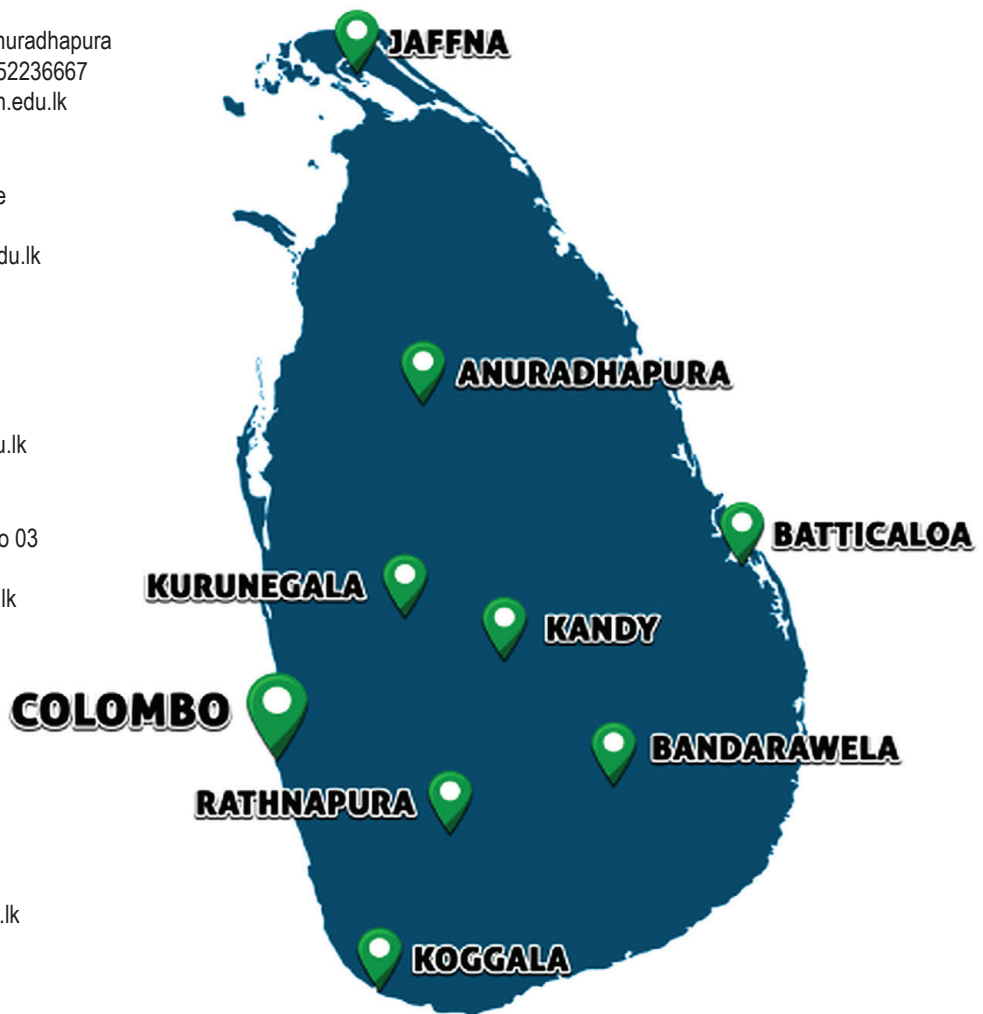 nuradhapura
52236667
n.edu.lk
e
du.lk
u.lk
o 03
lk
.lk
JAFFNA
ANURADHAPURA
BATTICALOA
KURUNEGALA
KANDY
COLOMBO
BANDARAWELA
RATHNAPURA
KOGGALA